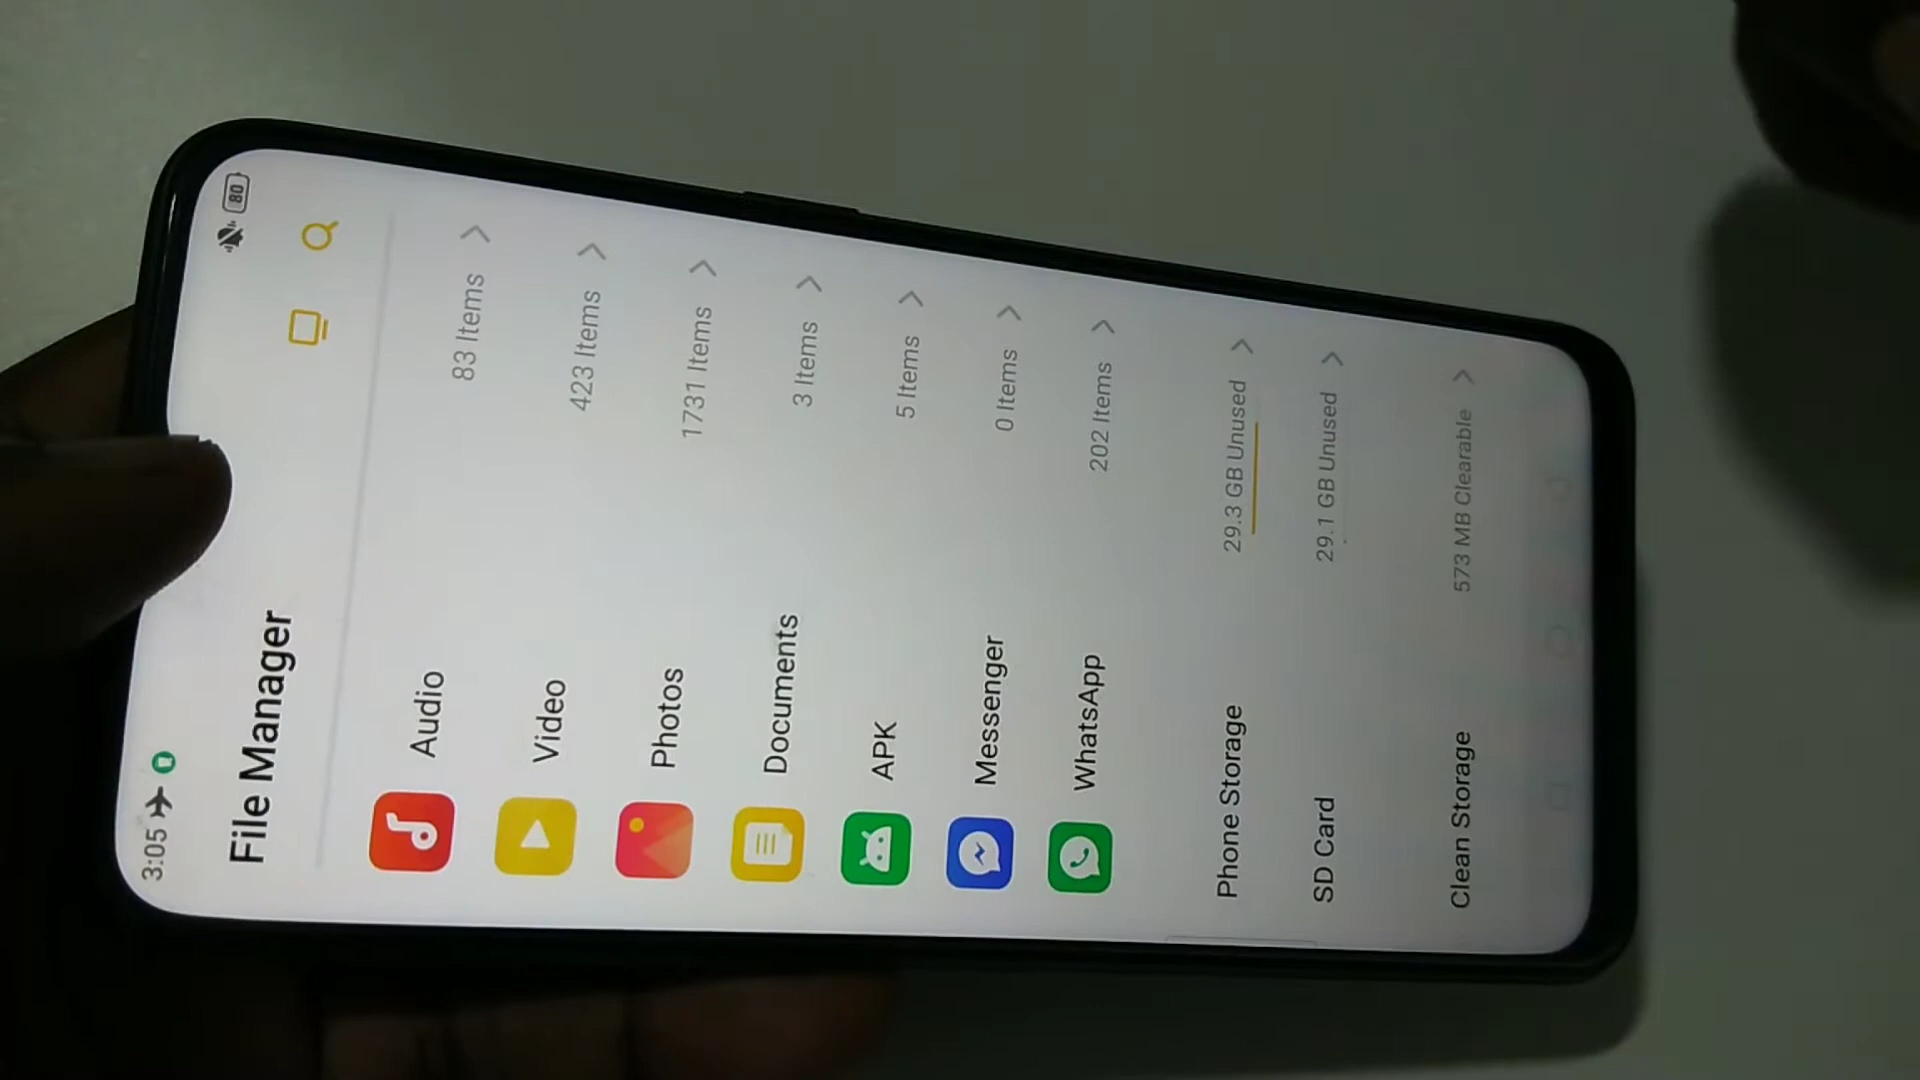 3:05 80
File Manager
Audio 83 Items
Video 423 Items
Photos 1731 Items
Documents 3 Items
APK 5 Items
Messenger 0 Items
WhatsApp 202 Items
Phone Storage 29.3 GB Unused
SD Card 29.1 GB Unused
Clean Storage 573 MB Clearable